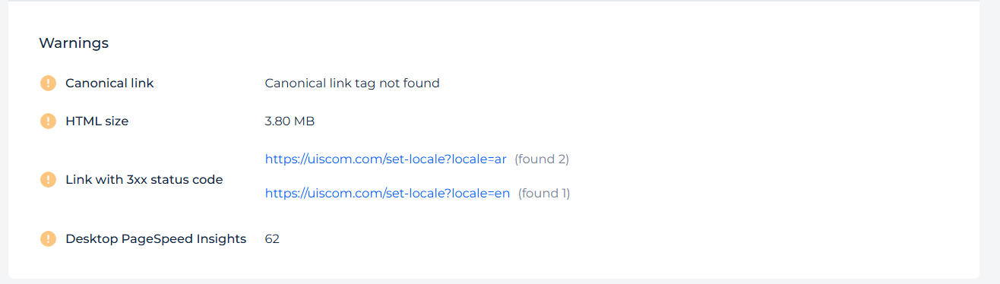 Warnings
Canonical link Canonical link tag not found
HTML size 3.80 MB
https://uiscom.com/set-locale?locale=ar (found 2)
Link with 3xx status code
https://uiscom.com/set-locale?locale=en (found 1)
Desktop PageSpeed Insights 62